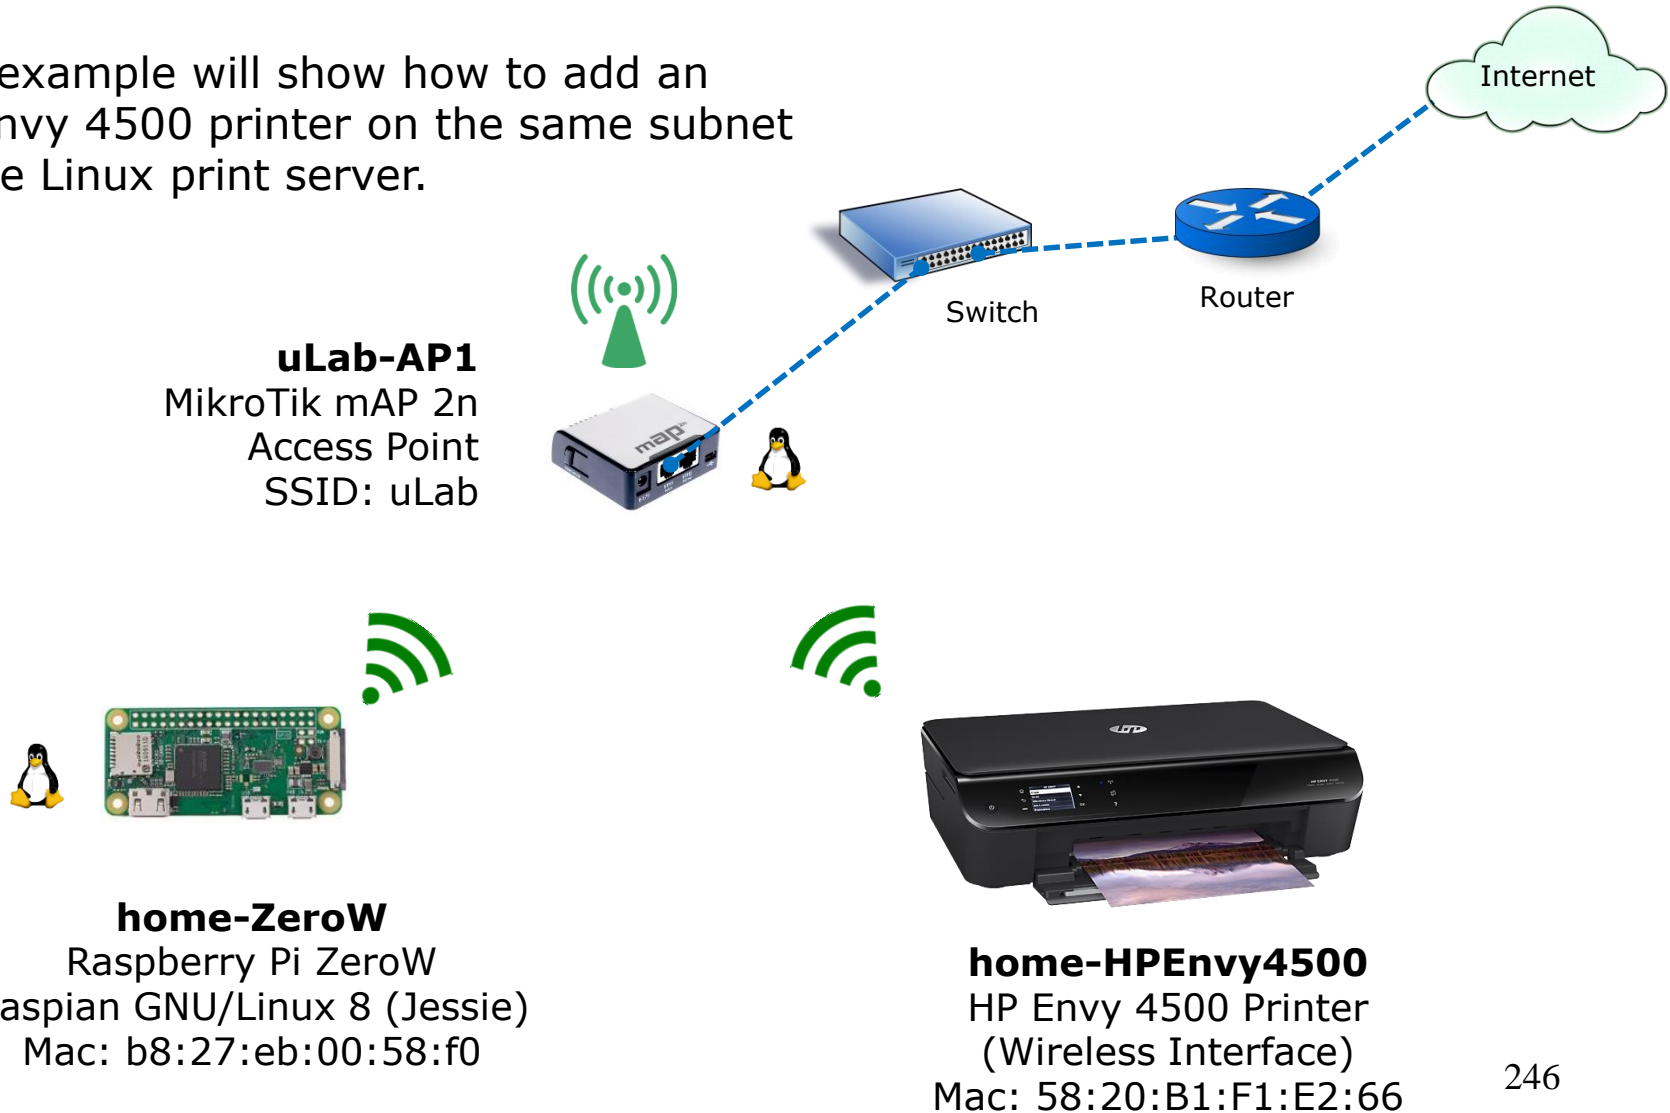 example will show how to add an
nvy 4500 printer on the same subnet
e Linux print server.
Internet
Switch
Router
uLab-AP1
MikroTik mAP 2n
Access Point
SSID: uLab
map
hp
home-ZeroW
Raspberry Pi ZeroW
aspian GNU/Linux 8 (Jessie)
Mac: b8:27:eb:00:58:f0
home-HPEnvy4500
HP Envy 4500 Printer
(Wireless Interface)
Mac: 58:20:B1:F1:E2:66
246